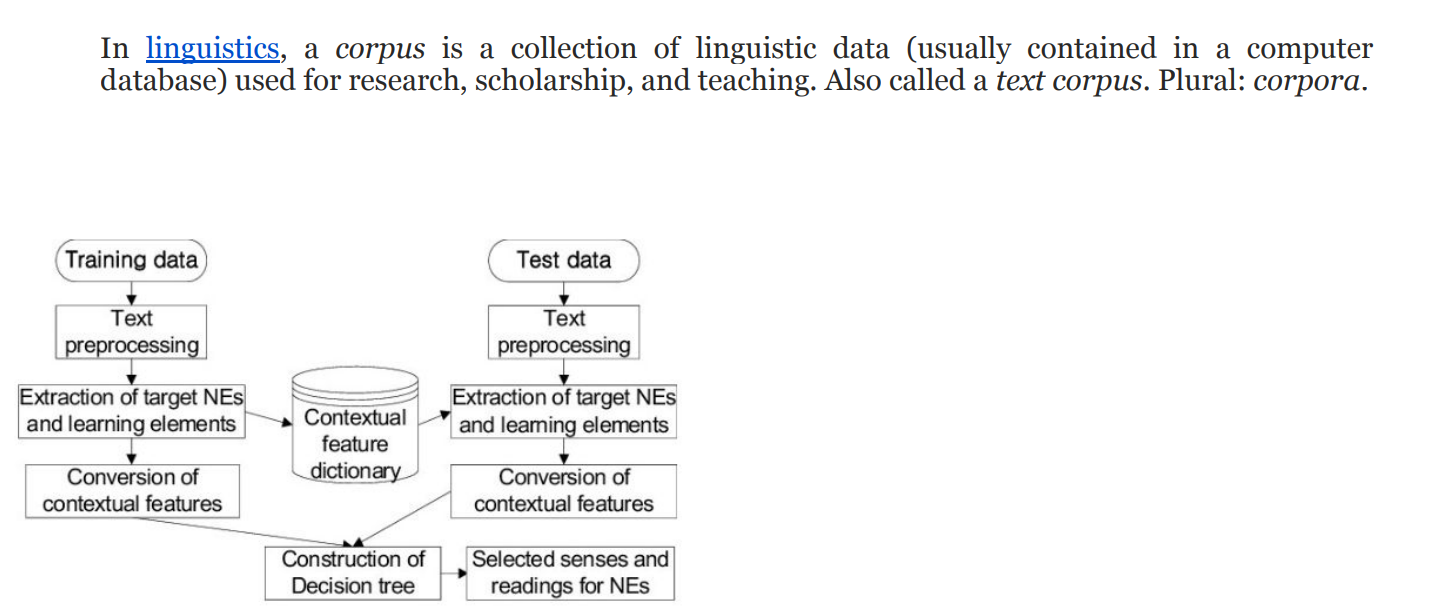 In linguistics, a corpus is a collection of linguistic data (usually contained in a computer
database) used for research, scholarship, and teaching. Also called a text corpus. Plural: corpora.
Training data
Text
preprocessing
Extraction of target NEs
and learning elements
Conversion of
contextual features
Contextual
feature
dictionary
Test data
Text
preprocessing
Extraction of target NEs
and learning elements
Conversion of
contextual features
Construction of
Decision tree
Selected senses and
readings for NEs